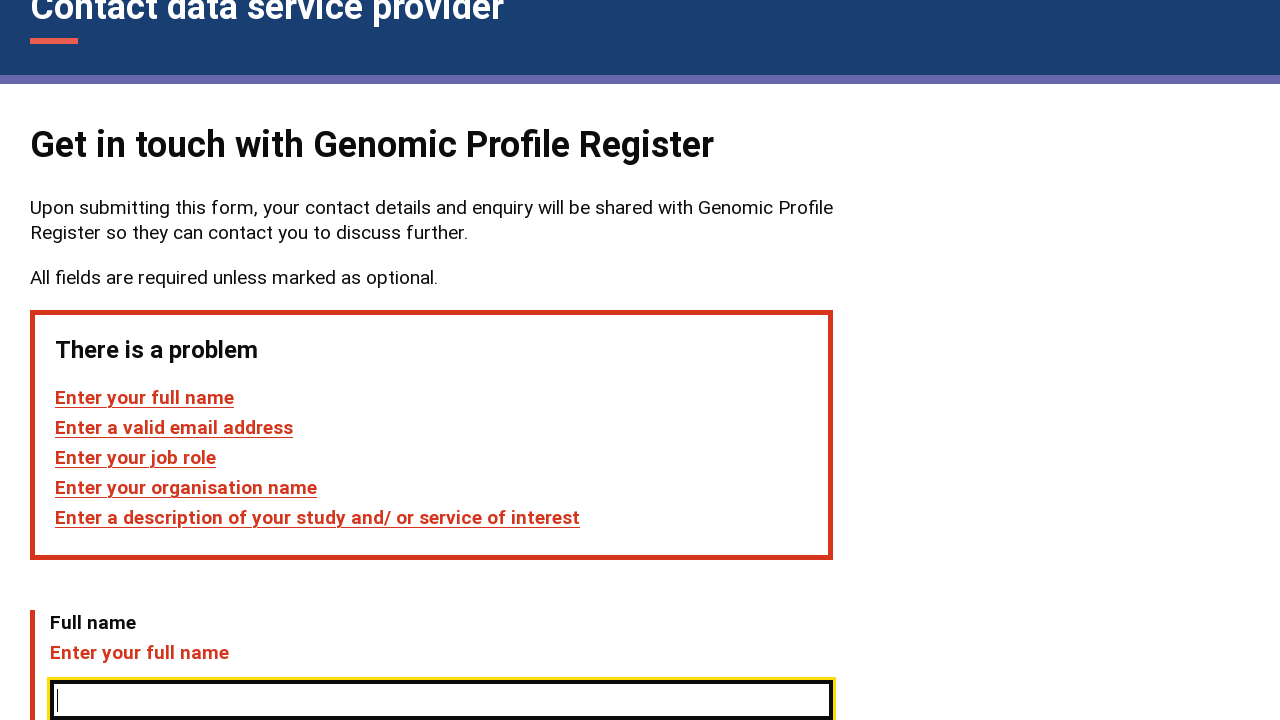 Contact data service provider
Get in touch with Genomic Profile Register
Upon submitting this form, your contact details and enquiry will be shared with Genomic Profile
Register so they can contact you to discuss further.
All fields are required unless marked as optional.
There is a problem
Enter your full name
Enter a valid email address
Enter your job role
Enter your organisation name
Enter a description of your study and/ or service of interest
Full name
Enter your full name